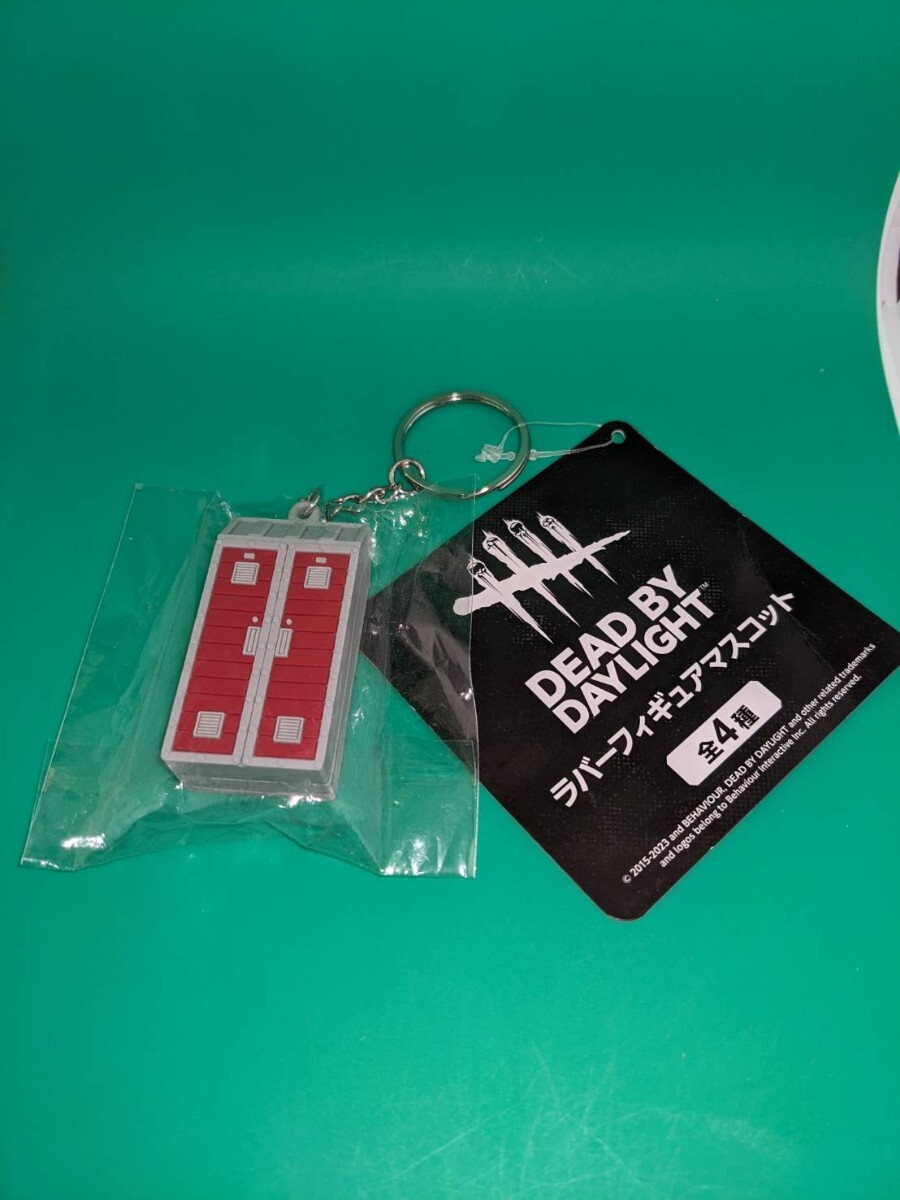 DEAD BY
DAYLIGHT™
ラバーフィギュアマスコット
全4種
© 2015-2023 and BEHAVIOUR, DEAD BY DAYLIGHT and other related trademarks
and logos belong to Behaviour Interactive Inc. All rights reserved.